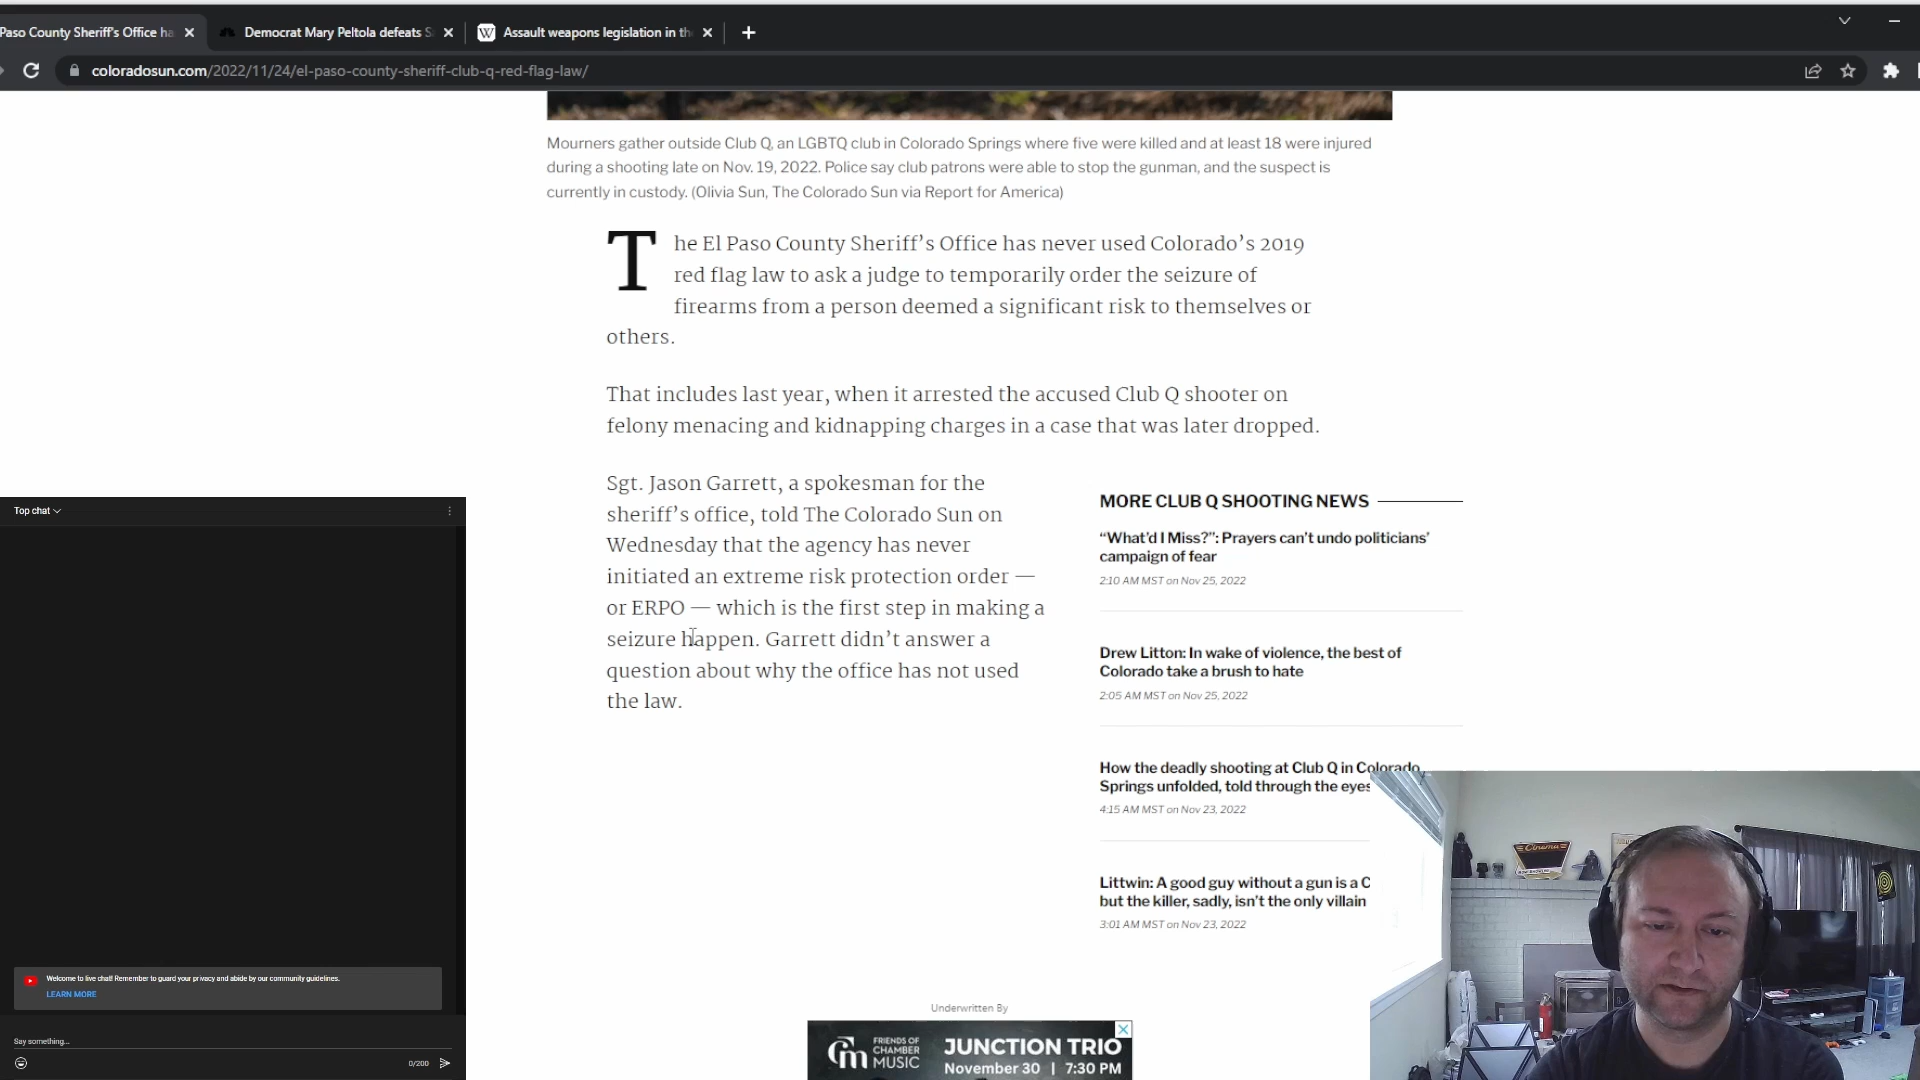 Paso County Sheriff's Office ha
Democrat Mary Peltola defeats S
Assault weapons legislation in th
coloradosun.com/2022/11/24/el-paso-county-sheriff-club-q-red-flag-law/
Mourners gather outside Club Q, an LGBTQ club in Colorado Springs where five were killed and at least 18 were injured
during a shooting late on Nov. 19, 2022. Police say club patrons were able to stop the gunman, and the suspect is
currently in custody. (Olivia Sun, The Colorado Sun via Report for America)
The El Paso County Sheriff’s Office has never used Colorado’s 2019
red flag law to ask a judge to temporarily order the seizure of
firearms from a person deemed a significant risk to themselves or
others.
That includes last year, when it arrested the accused Club Q shooter on
felony menacing and kidnapping charges in a case that was later dropped.
Sgt. Jason Garrett, a spokesman for the
sheriff’s office, told The Colorado Sun on
Wednesday that the agency has never
initiated an extreme risk protection order —
or ERPO — which is the first step in making a
seizure happen. Garrett didn’t answer a
question about why the office has not used
the law.
MORE CLUB Q SHOOTING NEWS
“What’d I Miss?”: Prayers can’t undo politicians’
campaign of fear
2:10 AM MST on Nov 25, 2022
Drew Litton: In wake of violence, the best of
Colorado take a brush to hate
2:05 AM MST on Nov 25, 2022
How the deadly shooting at Club Q in Colorado
Springs unfolded, told through the eyes
4:15 AM MST on Nov 23, 2022
Littwin: A good guy without a gun is a C
but the killer, sadly, isn’t the only villain
3:01 AM MST on Nov 23, 2022
Top chat
Welcome to live chat! Remember to guard your privacy and abide by our community guidelines.
LEARN MORE
Say something...
0/200
Underwritten By
FRIENDS OF
CHAMBER
MUSIC
JUNCTION TRIO
November 30 | 7:30 PM
Cinema